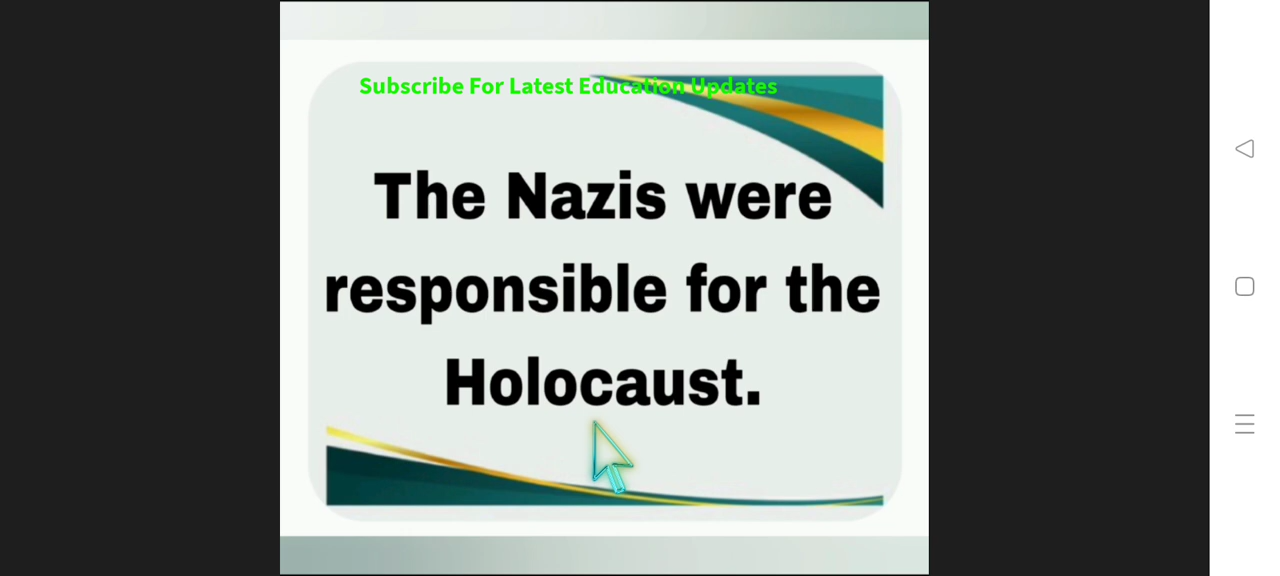 Subscribe For Latest Education Updates
The Nazis were
responsible for the
Holocaust.